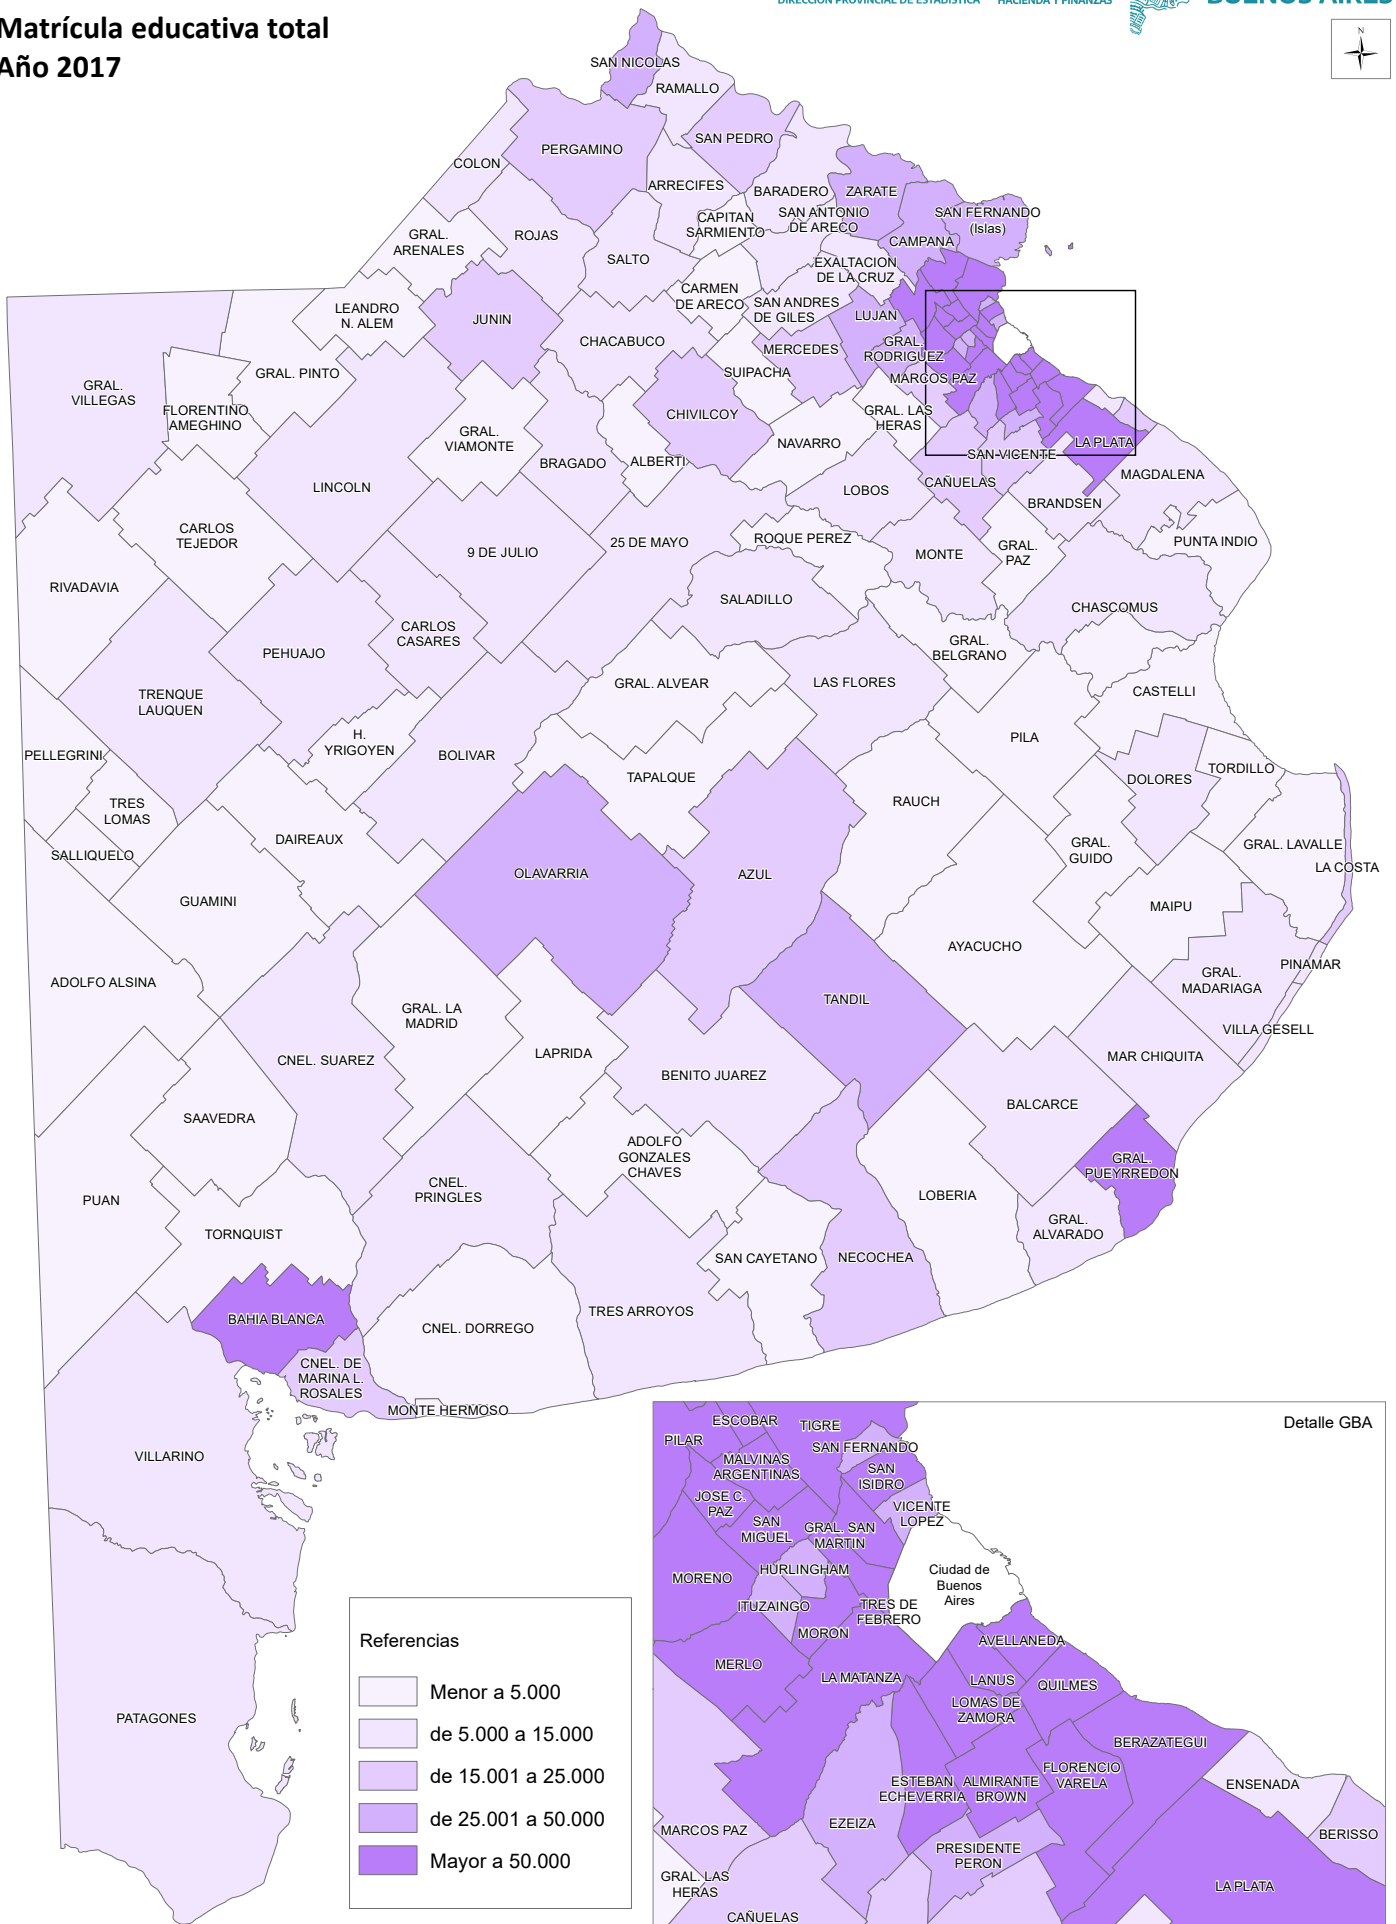 DIRECCIÓN PROVINCIAL DE ESTADÍSTICA
HACIENDA Y FINANZAS
BUENOS AIRES
Matrícula educativa total
Año 2017
N
SAN NICOLAS
RAMALLO
SAN PEDRO
PERGAMINO
COLON
ARRECIFES
BARADERO
ZARATE
CAPITAN
SARMIENTO
SAN ANTONIO
DE ARECO
SAN FERNANDO
(Islas)
CAMPANA
GRAL.
ARENALES
ROJAS
SALTO
EXALTACION
DE LA CRUZ
CARMEN
DE ARECO
SAN ANDRES
DE GILES
LUJAN
LEANDRO
N. ALEM
JUNIN
CHACABUCO
MERCEDES
GRAL.
RODRIGUEZ
SUIPACHA
MARCOS PAZ
GRAL. PINTO
GRAL.
VILLEGAS
FLORENTINO
AMEGHINO
CHIVILCOY
GRAL. LAS
HERAS
GRAL.
VIAMONTE
NAVARRO
LA PLATA
BRAGADO
ALBERTI
SAN VICENTE
MAGDALENA
LINCOLN
LOBOS
CAÑUELAS
BRANDSEN
CARLOS
TEJEDOR
9 DE JULIO
25 DE MAYO
ROQUE PEREZ
MONTE
GRAL.
PAZ
PUNTA INDIO
RIVADAVIA
SALADILLO
CHASCOMUS
CARLOS
CASARES
PEHUAJO
GRAL.
BELGRANO
TRENQUE
LAUQUEN
GRAL. ALVEAR
LAS FLORES
CASTELLI
H.
YRIGOYEN
PILA
PELLEGRINI
BOLIVAR
TAPALQUE
DOLORES
TORDILLO
TRES
LOMAS
RAUCH
SALLIQUELO
DAIREAUX
GRAL.
GUIDO
GRAL. LAVALLE
LA COSTA
OLAVARRIA
AZUL
GUAMINI
MAIPU
AYACUCHO
PINAMAR
ADOLFO ALSINA
GRAL.
MADARIAGA
TANDIL
GRAL. LA
MADRID
VILLA GESELL
CNEL. SUAREZ
LAPRIDA
MAR CHIQUITA
BENITO JUAREZ
BALCARCE
SAAVEDRA
ADOLFO
GONZALES
CHAVES
GRAL.
PUEYRREDON
CNEL.
PRINGLES
LOBERIA
PUAN
GRAL.
ALVARADO
TORNQUIST
SAN CAYETANO
NECOCHEA
BAHIA BLANCA
TRES ARROYOS
CNEL. DORREGO
CNEL. DE
MARINA L.
ROSALES
MONTE HERMOSO
VILLARINO
PATAGONES
Referencias
Menor a 5.000
de 5.000 a 15.000
de 15.001 a 25.000
de 25.001 a 50.000
Mayor a 50.000
Detalle GBA
ESCOBAR
TIGRE
PILAR
SAN FERNANDO
MALVINAS
ARGENTINAS
SAN
ISIDRO
JOSE C.
PAZ
VICENTE
LOPEZ
SAN
MIGUEL
GRAL. SAN
MARTIN
HURLINGHAM
MORENO
Ciudad de
Buenos
Aires
ITUZAINGO
TRES DE
FEBRERO
MORON
AVELLANEDA
MERLO
LA MATANZA
LANUS
QUILMES
LOMAS DE
ZAMORA
BERAZATEGUI
FLORENCIO
VARELA
ESTEBAN
ECHEVERRIA
ALMIRANTE
BROWN
ENSENADA
EZEIZA
MARCOS PAZ
BERISSO
PRESIDENTE
PERON
GRAL. LAS
HERAS
LA PLATA
CAÑUELAS